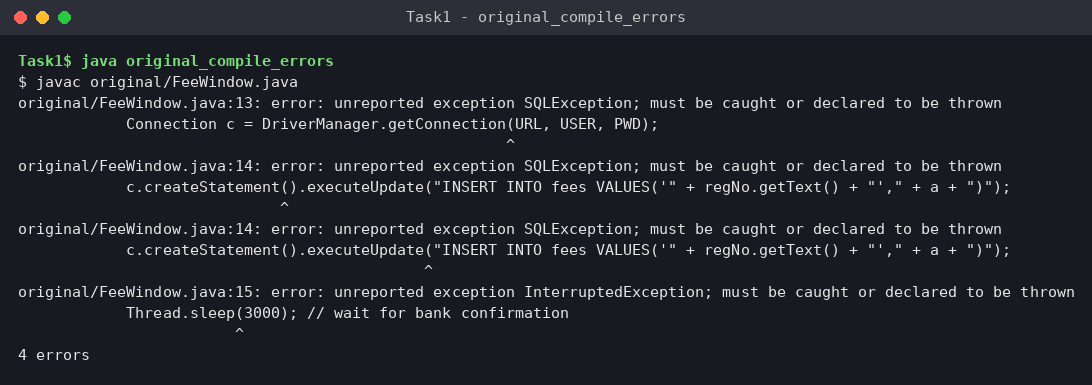 Task1 - original_compile_errors
Task1$ java original_compile_errors
$ javac original/FeeWindow.java
original/FeeWindow.java:13: error: unreported exception SQLException; must be caught or declared to be thrown
            Connection c = DriverManager.getConnection(URL, USER, PWD);
                                                      ^
original/FeeWindow.java:14: error: unreported exception SQLException; must be caught or declared to be thrown
            c.createStatement().executeUpdate("INSERT INTO fees VALUES('" + regNo.getText() + "'," + a + ")");
                             ^
original/FeeWindow.java:14: error: unreported exception SQLException; must be caught or declared to be thrown
            c.createStatement().executeUpdate("INSERT INTO fees VALUES('" + regNo.getText() + "'," + a + ")");
                                             ^
original/FeeWindow.java:15: error: unreported exception InterruptedException; must be caught or declared to be thrown
            Thread.sleep(3000); // wait for bank confirmation
                        ^
4 errors